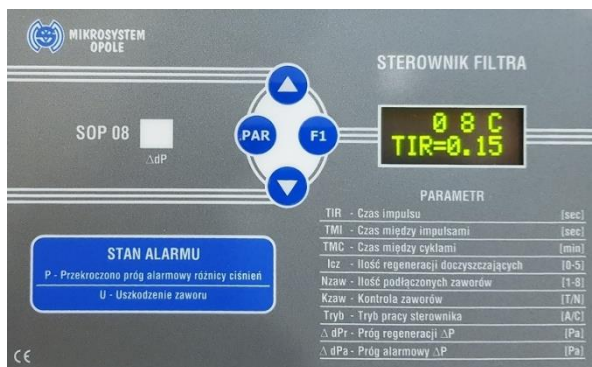 MIKROSYSTEM
OPOLE
STEROWNIK FILTRA
SOP 08
ΔdP
PAR
F1
0 8 C
TIR=0.15
PARAMETR
TIR - Czas impulsu [sec]
TMI - Czas między impulsami [sec]
TMC - Czas między cyklami [min]
Icz - Ilość regeneracji doczyszczających [0-5]
Nzaw - Ilość podłączonych zaworów [1-8]
Kzaw - Kontrola zaworów [T/N]
Tryb - Tryb pracy sterownika [A/C]
Δ dPr - Próg regeneracji ΔP [Pa]
Δ dPa - Próg alarmowy ΔP [Pa]
STAN ALARMU
P - Przekroczono próg alarmowy różnicy ciśnień
U - Uszkodzenie zaworu
CE